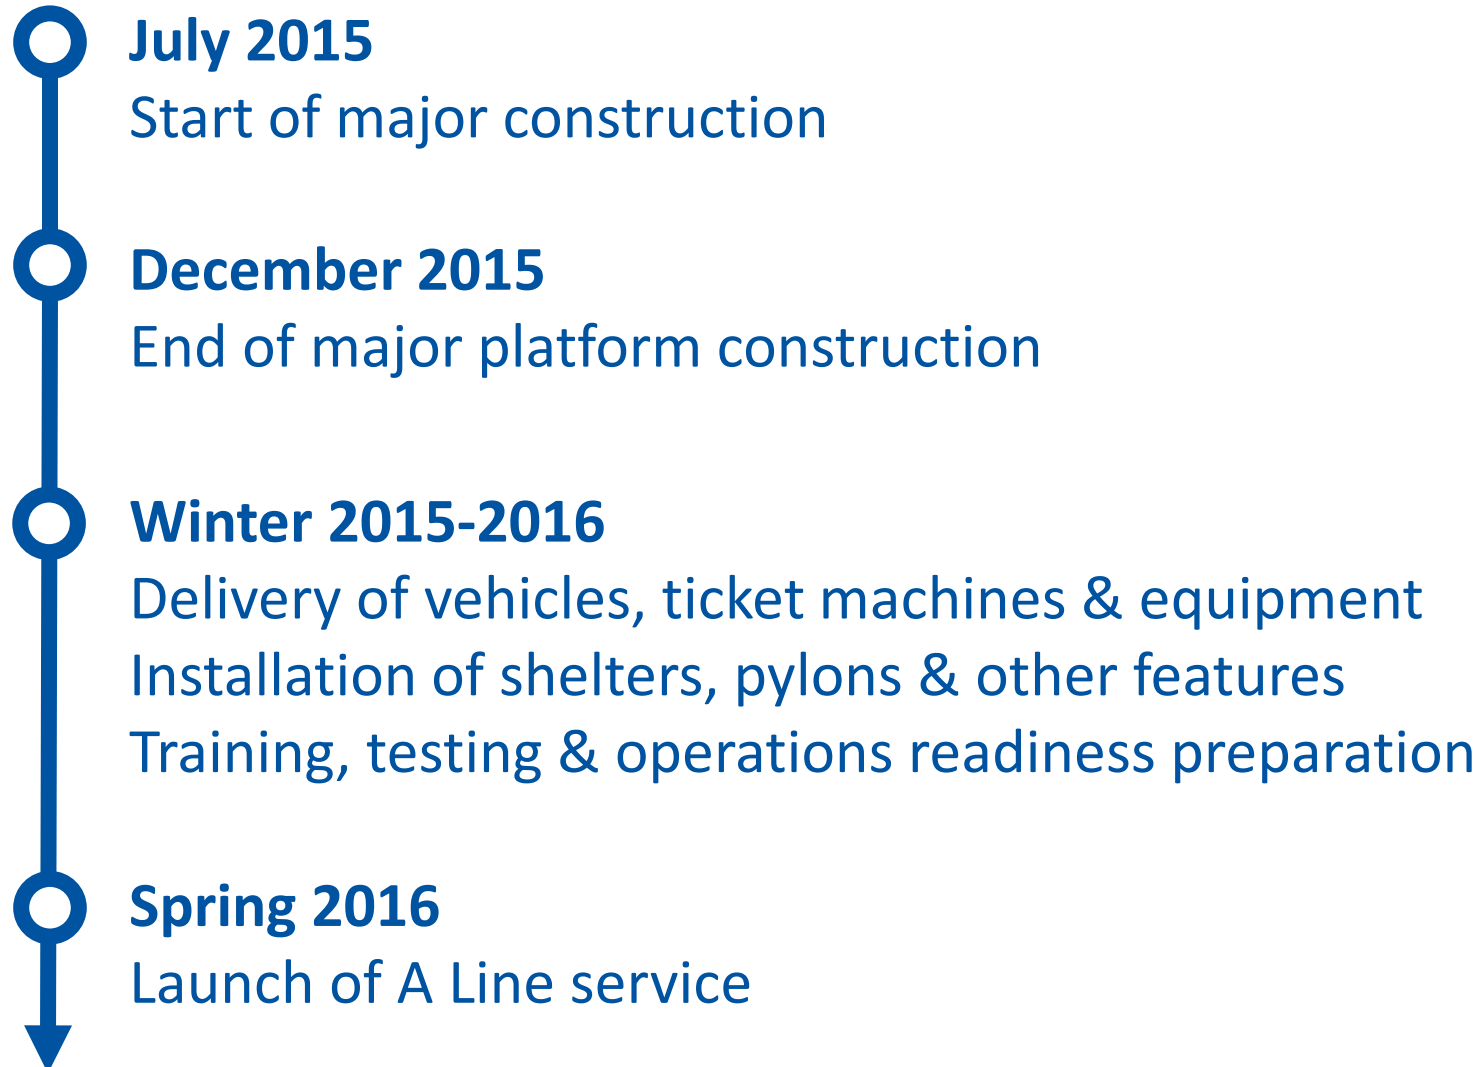 July 2015
Start of major construction
December 2015
End of major platform construction
Winter 2015-2016
Delivery of vehicles, ticket machines & equipment
Installation of shelters, pylons & other features
Training, testing & operations readiness preparation
Spring 2016
Launch of A Line service